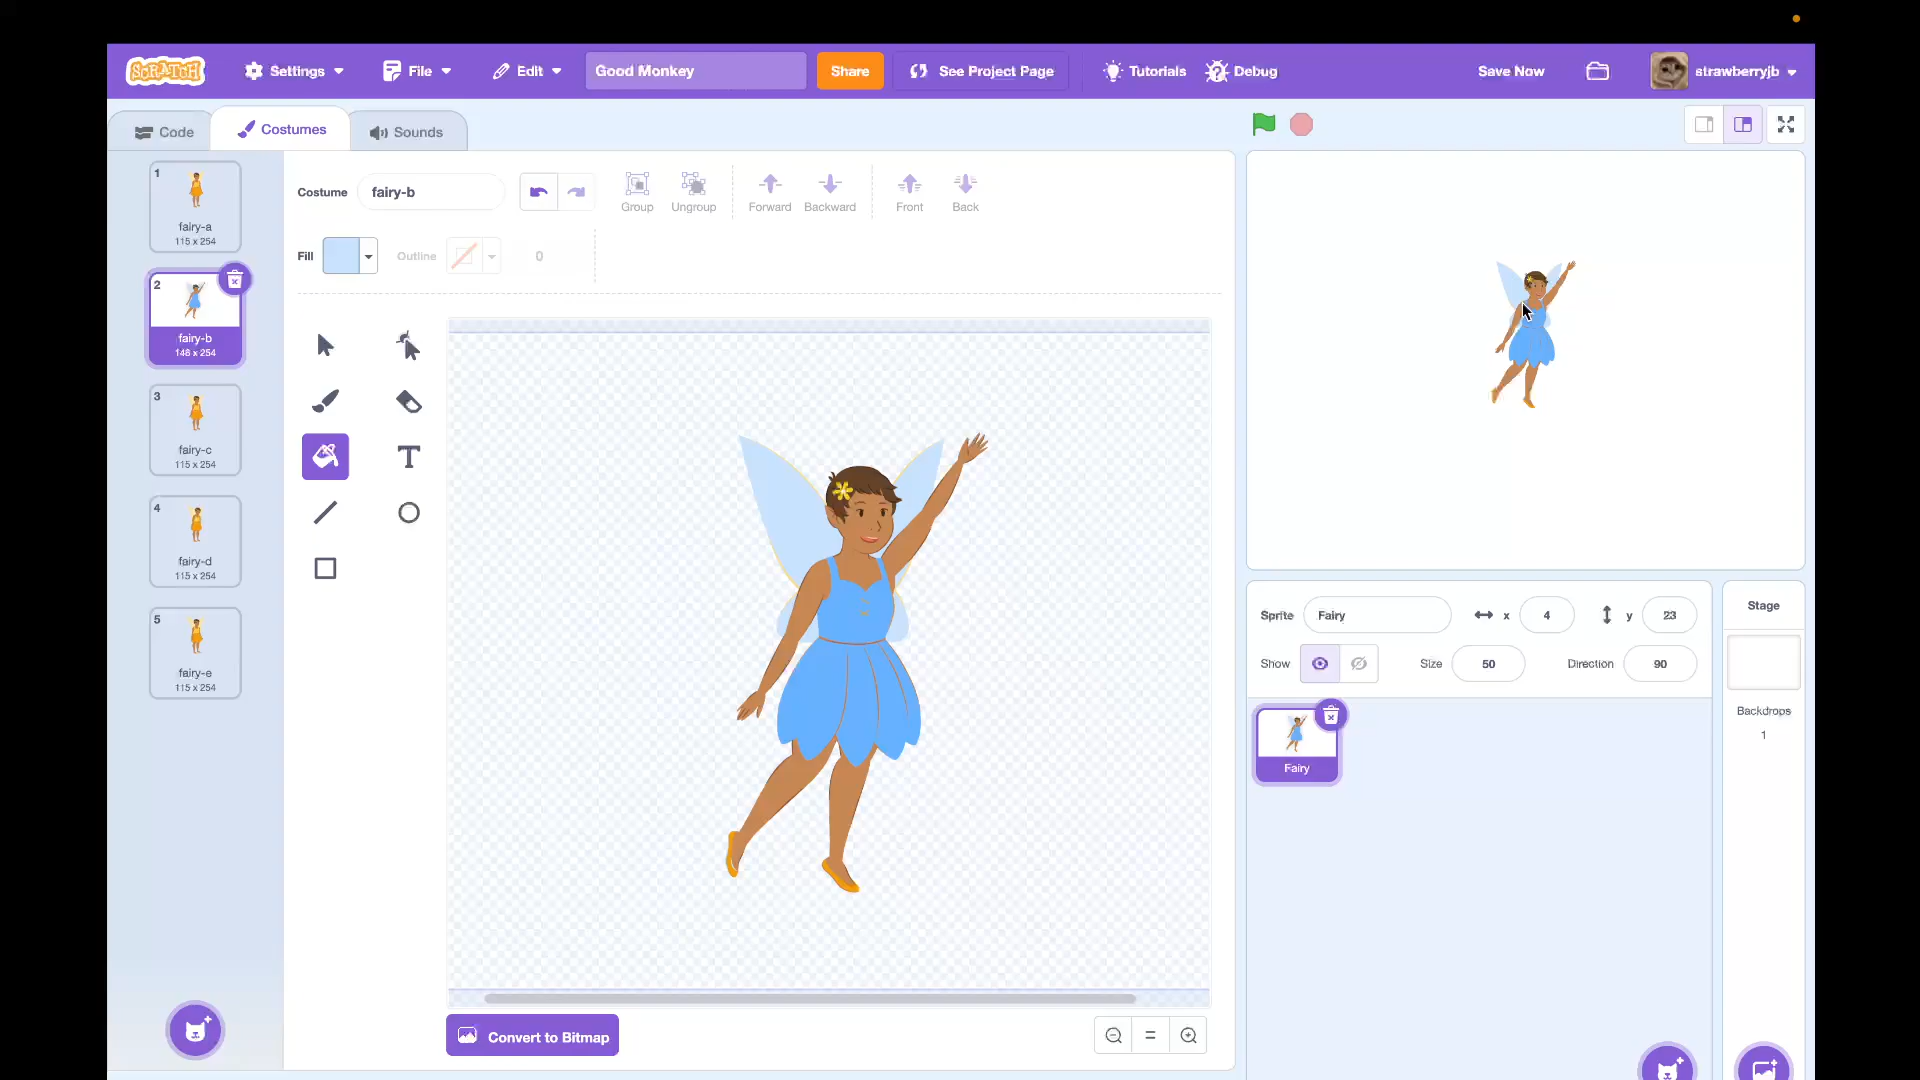 SCRATCH
Settings
File
Edit
Good Monkey
Share
See Project Page
Tutorials
Debug
Save Now
strawberryjb
Code
Costumes
Sounds
1
fairy-a
115 x 254
2
fairy-b
148 x 254
3
fairy-c
115 x 254
4
fairy-d
115 x 254
5
fairy-e
115 x 254
Costume
fairy-b
Group
Ungroup
Forward
Backward
Front
Back
Fill
Outline
0
T
Convert to Bitmap
Sprite
Fairy
x
4
y
23
Show
Size
50
Direction
90
Fairy
Stage
Backdrops
1